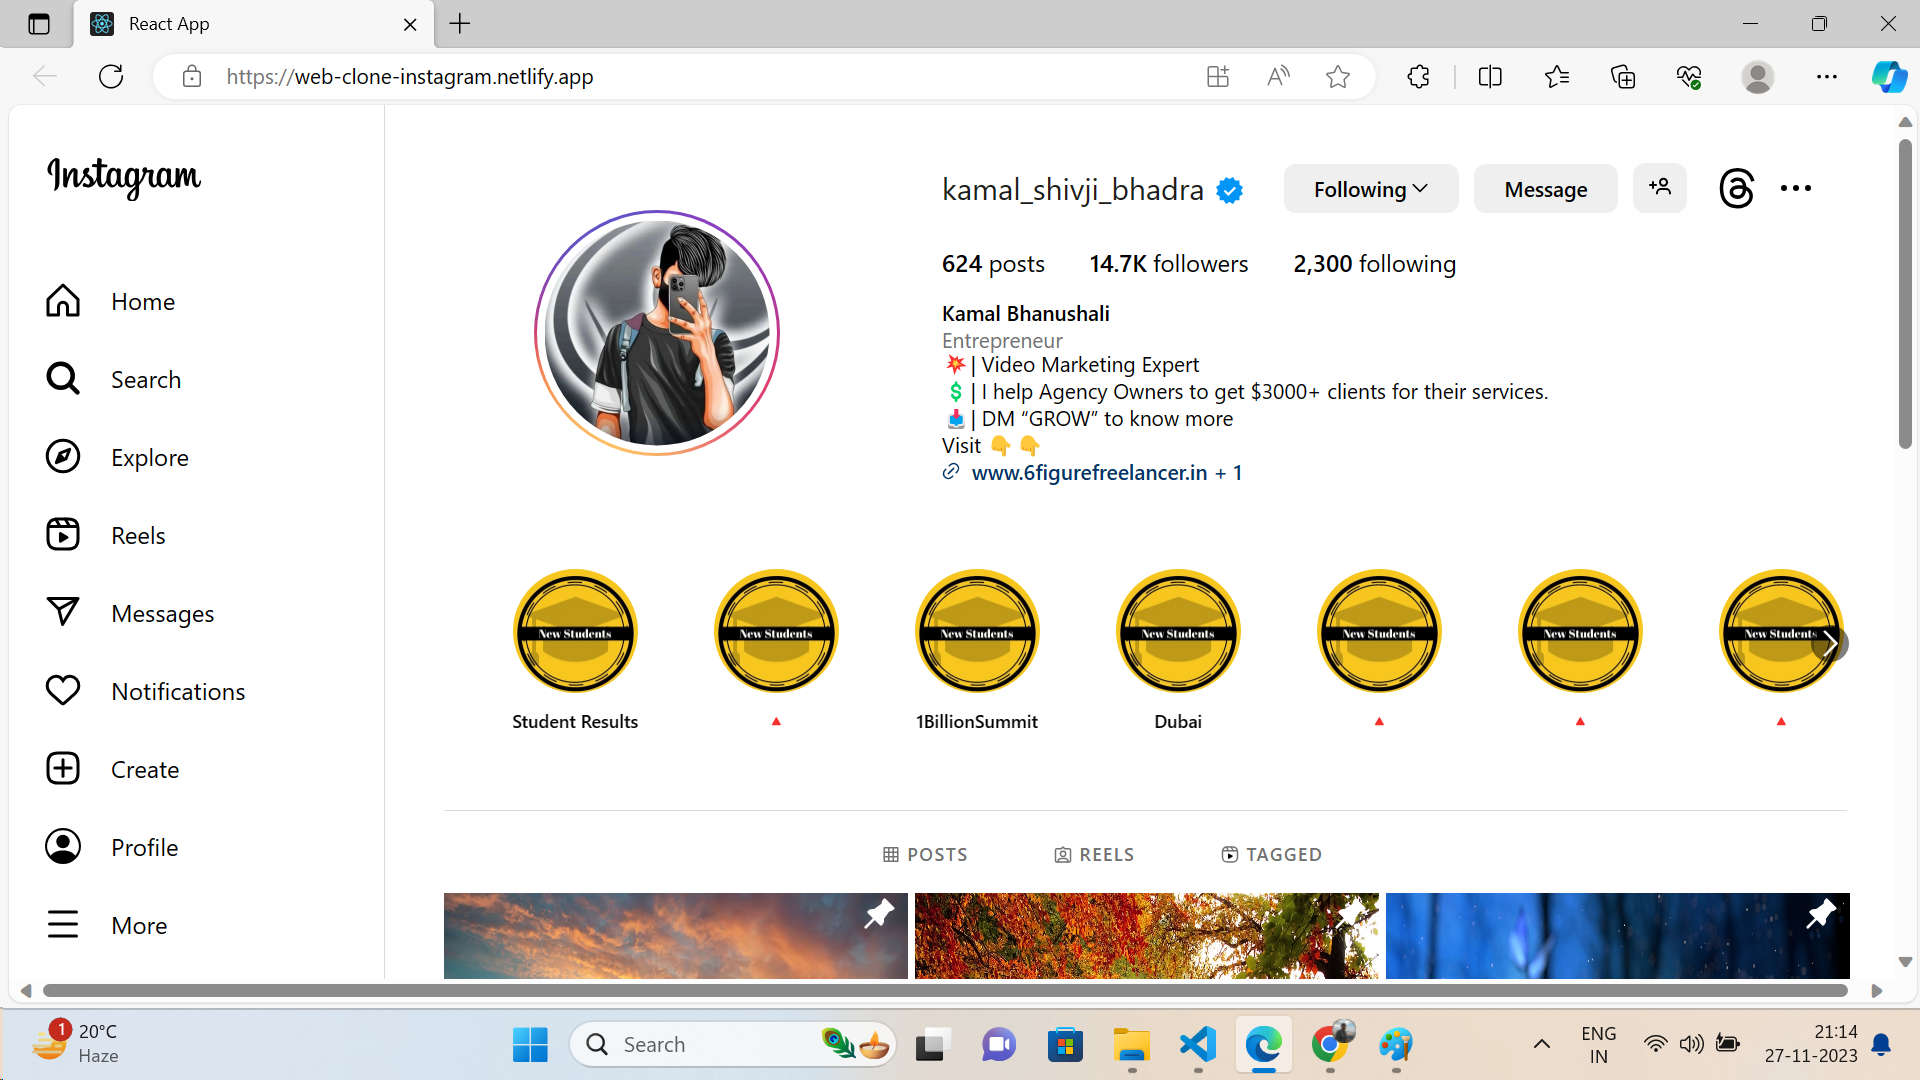 React App
https://web-clone-instagram.netlify.app
Instagram
Home
Search
Explore
Reels
Messages
Notifications
Create
Profile
More
kamal_shivji_bhadra
Following
Message
624 posts
14.7K followers
2,300 following
Kamal Bhanushali
Entrepreneur
💥| Video Marketing Expert
💲| I help Agency Owners to get $3000+ clients for their services.
📥| DM “GROW” to know more
Visit 👇 👇
www.6figurefreelancer.in + 1
New Students
New Students
New Students
New Students
New Students
New Students
New Students
Student Results
1BillionSummit
Dubai
POSTS
REELS
TAGGED
1
20°C
Haze
Search
ENG
IN
21:14
27-11-2023